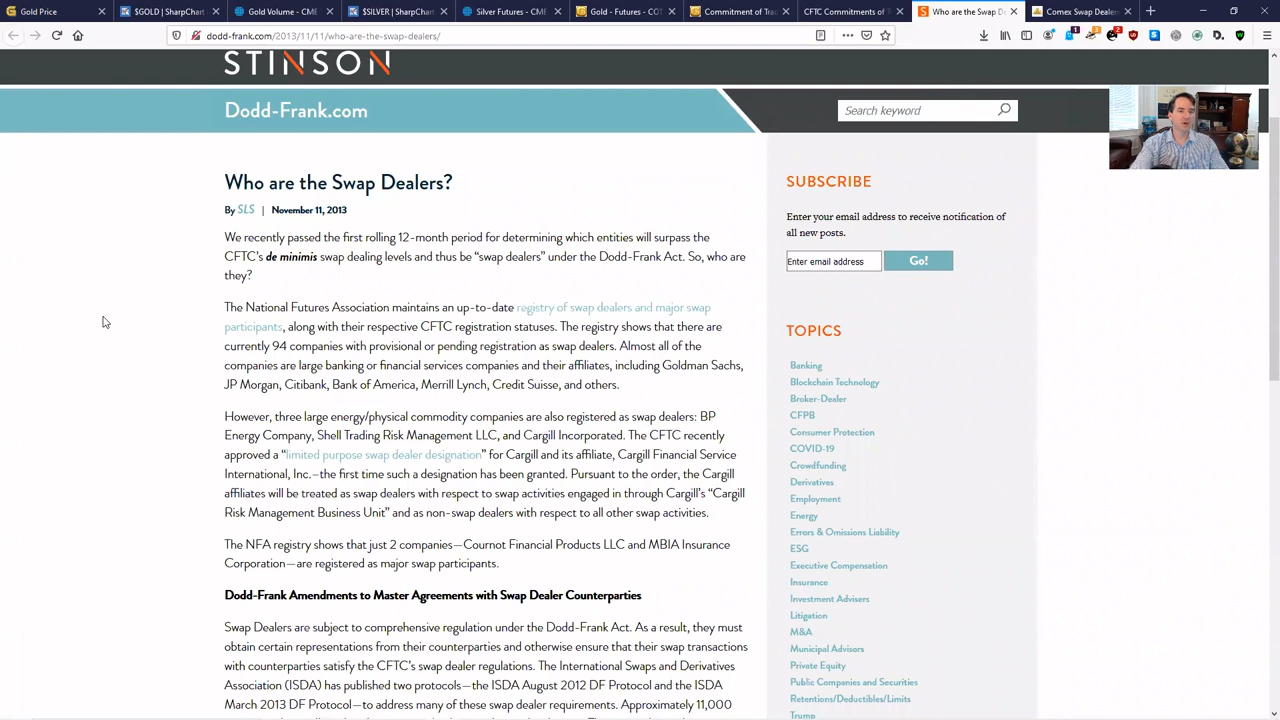 Gold Price
$GOLD | SharpChart
Gold Volume - CME
$SILVER | SharpChart
Silver Futures - CME
Gold - Futures - COT
Commitment of Trad
CFTC Commitments of T
Who are the Swap D
Comex Swap Dealers
dodd-frank.com/2013/11/11/who-are-the-swap-dealers/
STINSON
Dodd-Frank.com
Search keyword
Who are the Swap Dealers?
By SLS | November 11, 2013
We recently passed the first rolling 12-month period for determining which entities will surpass the
CFTC's de minimis swap dealing levels and thus be “swap dealers” under the Dodd-Frank Act. So, who are
they?
The National Futures Association maintains an up-to-date registry of swap dealers and major swap
participants, along with their respective CFTC registration statuses. The registry shows that there are
currently 94 companies with provisional or pending registration as swap dealers. Almost all of the
companies are large banking or financial services companies and their affiliates, including Goldman Sachs,
JP Morgan, Citibank, Bank of America, Merrill Lynch, Credit Suisse, and others.
However, three large energy/physical commodity companies are also registered as swap dealers: BP
Energy Company, Shell Trading Risk Management LLC, and Cargill Incorporated. The CFTC recently
approved a “limited purpose swap dealer designation” for Cargill and its affiliate, Cargill Financial Service
International, Inc.–the first time such a designation has been granted. Pursuant to the order, the Cargill
affiliates will be treated as swap dealers with respect to swap activities engaged in through Cargill's “Cargill
Risk Management Business Unit” and as non-swap dealers with respect to all other swap activities.
The NFA registry shows that just 2 companies—Cournot Financial Products LLC and MBIA Insurance
Corporation—are registered as major swap participants.
Dodd-Frank Amendments to Master Agreements with Swap Dealer Counterparties
Swap Dealers are subject to comprehensive regulation under the Dodd-Frank Act. As a result, they must
obtain certain representations from their counterparties and otherwise ensure that their swap transactions
with counterparties satisfy the CFTC's swap dealer regulations. The International Swaps and Derivatives
Association (ISDA) has published two protocols—the ISDA August 2012 DF Protocol and the ISDA
March 2013 DF Protocol—to address many of these swap dealer requirements. Approximately 11,000
SUBSCRIBE
Enter your email address to receive notification of
all new posts.
Enter email address
Go!
TOPICS
Banking
Blockchain Technology
Broker-Dealer
CFPB
Consumer Protection
COVID-19
Crowdfunding
Derivatives
Employment
Energy
Errors & Omissions Liability
ESG
Executive Compensation
Insurance
Investment Advisers
Litigation
M&A
Municipal Advisors
Private Equity
Public Companies and Securities
Retentions/Deductibles/Limits
Trump